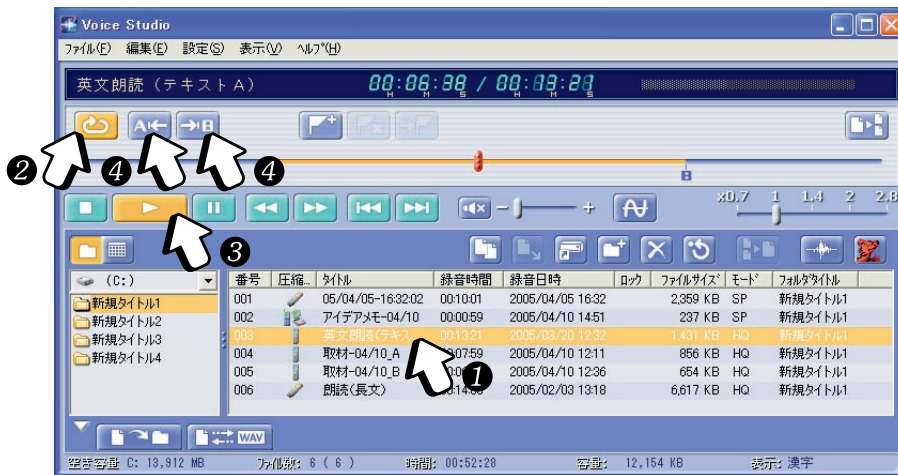 Voice Studio
ファイル(F) 編集(E) 設定(S) 表示(V) ヘルプ(H)
英文朗読（テキストA） 00:06:38 / 00:13:21
H M S H M S
A B
❷ ❹ ❹
B
x0.7 1 1.4 2 2.8
❸
(C:)
番号 圧縮... タイトル 録音時間 録音日時 ロック ファイルサイズ モード フォルダタイトル
新規タイトル1
新規タイトル2
新規タイトル3
新規タイトル4
001 05/04/05-16:32:02 00:10:01 2005/04/05 16:32 2,359 KB SP 新規タイトル1
002 アイデアメモ-04/10 00:00:59 2005/04/10 14:51 237 KB SP 新規タイトル1
003 英文朗読(テキス 00:13:21 2005/03/20 12:32 1,431 KB HQ 新規タイトル1
004 取材-04/10_A 00:07:59 2005/04/10 12:11 856 KB HQ 新規タイトル1
005 取材-04/10_B 2005/04/10 12:36 654 KB HQ 新規タイトル1
006 朗読(長文) 2005/02/03 13:18 6,617 KB HQ 新規タイトル1
❶
WAV
空き容量 C: 13,912 MB ファイル数: 6 ( 6 ) 時間: 00:52:28 容量: 12,154 KB 表示: 漢字